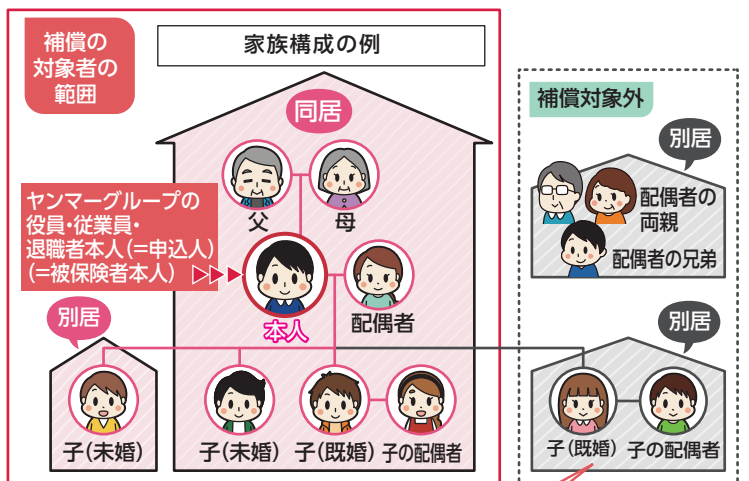 補償の
対象者の
範囲
家族構成の例
同居
父
母
ヤンマーグループの
役員・従業員・
退職者本人(=申込人)
(=被保険者本人)
本人
配偶者
別居
子(未婚)
子(未婚)
子(既婚)
子の配偶者
補償対象外
別居
配偶者の
両親
配偶者の兄弟
別居
子(既婚)
子の配偶者